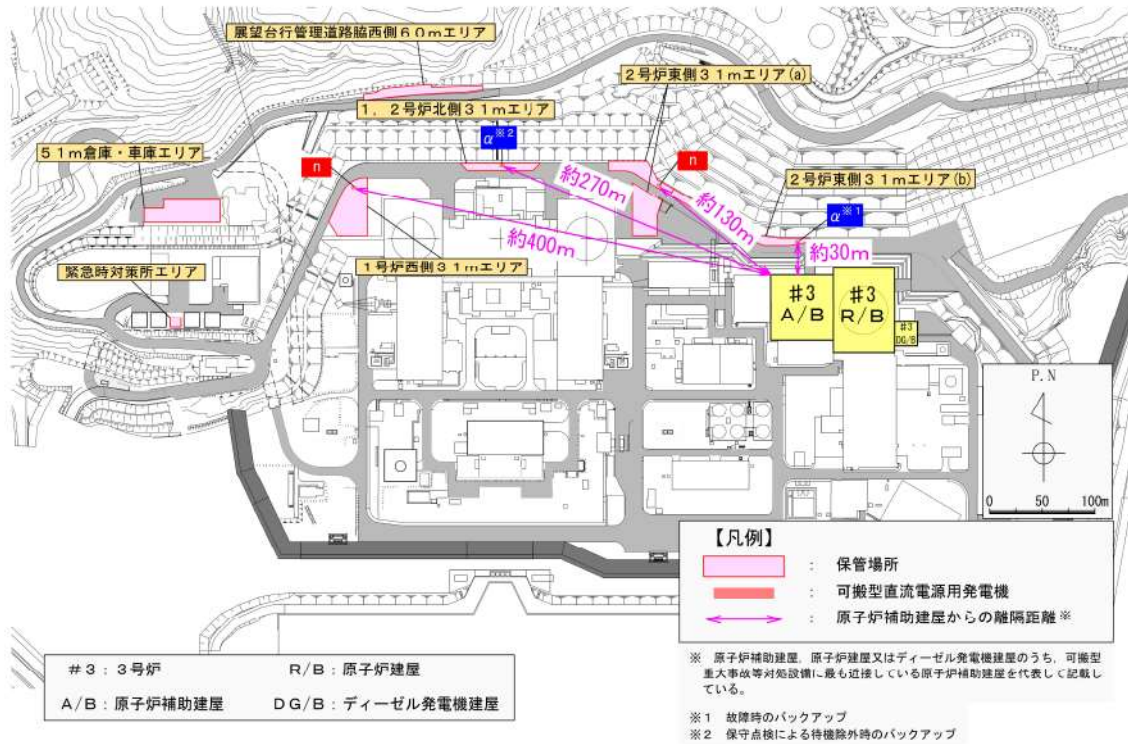 展望台行管理道路脇西側60mエリア
2号炉東側31mエリア(a)
1，2号炉北側31mエリア
α※2
51m倉庫・車庫エリア
n
n
2号炉東側31mエリア(b)
約270m
約130m
α※1
約400m
約30m
1号炉西側31mエリア
緊急時対策所エリア
#3
A/B
#3
R/B
#3
DG/B
P.N
0 50 100m
【凡例】
： 保管場所
： 可搬型直流電源用発電機
： 原子炉補助建屋からの離隔距離※
#3：3号炉 R/B：原子炉建屋
A/B：原子炉補助建屋 DG/B：ディーゼル発電機建屋
※ 原子炉補助建屋，原子炉建屋又はディーゼル発電機建屋のうち，可搬型
重大事故等対処設備に最も近接している原子炉補助建屋を代表して記載し
ている。
※1 故障時のバックアップ
※2 保守点検による待機除外時のバックアップ